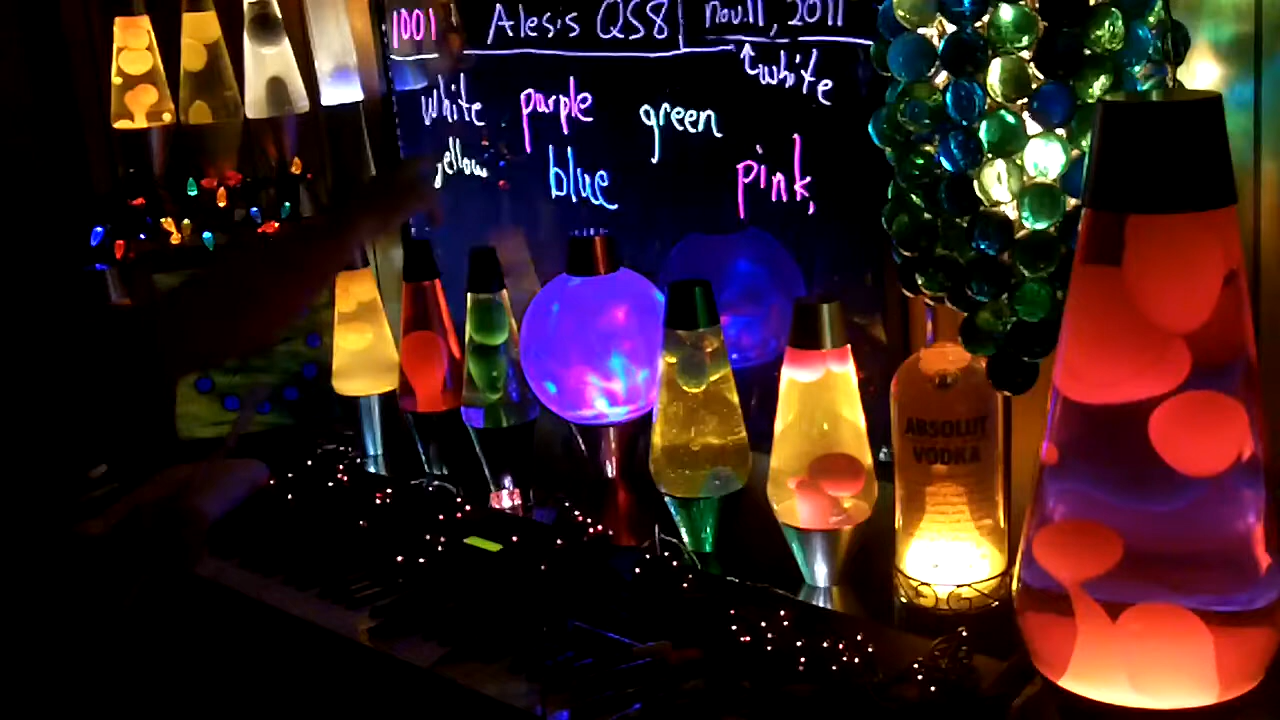 1001 Alesis QS8 nov. 11, 2011
white
white purple green
yellow blue pink,
ABSOLUT
VODKA